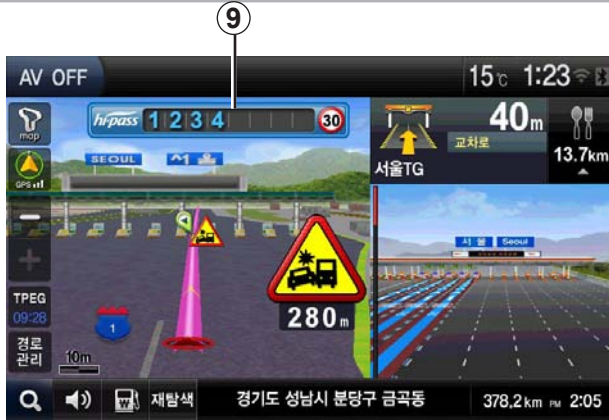 9
AV OFF
15℃ 1:23
map
hi-pass 1 2 3 4 30
40m
교차로
서울TG
13.7km
GPS
SEOUL
서울 Seoul
280m
TPEG
09:28
경로
관리
1
10m
재탐색
경기도 성남시 분당구 금곡동
378.2km PM 2:05